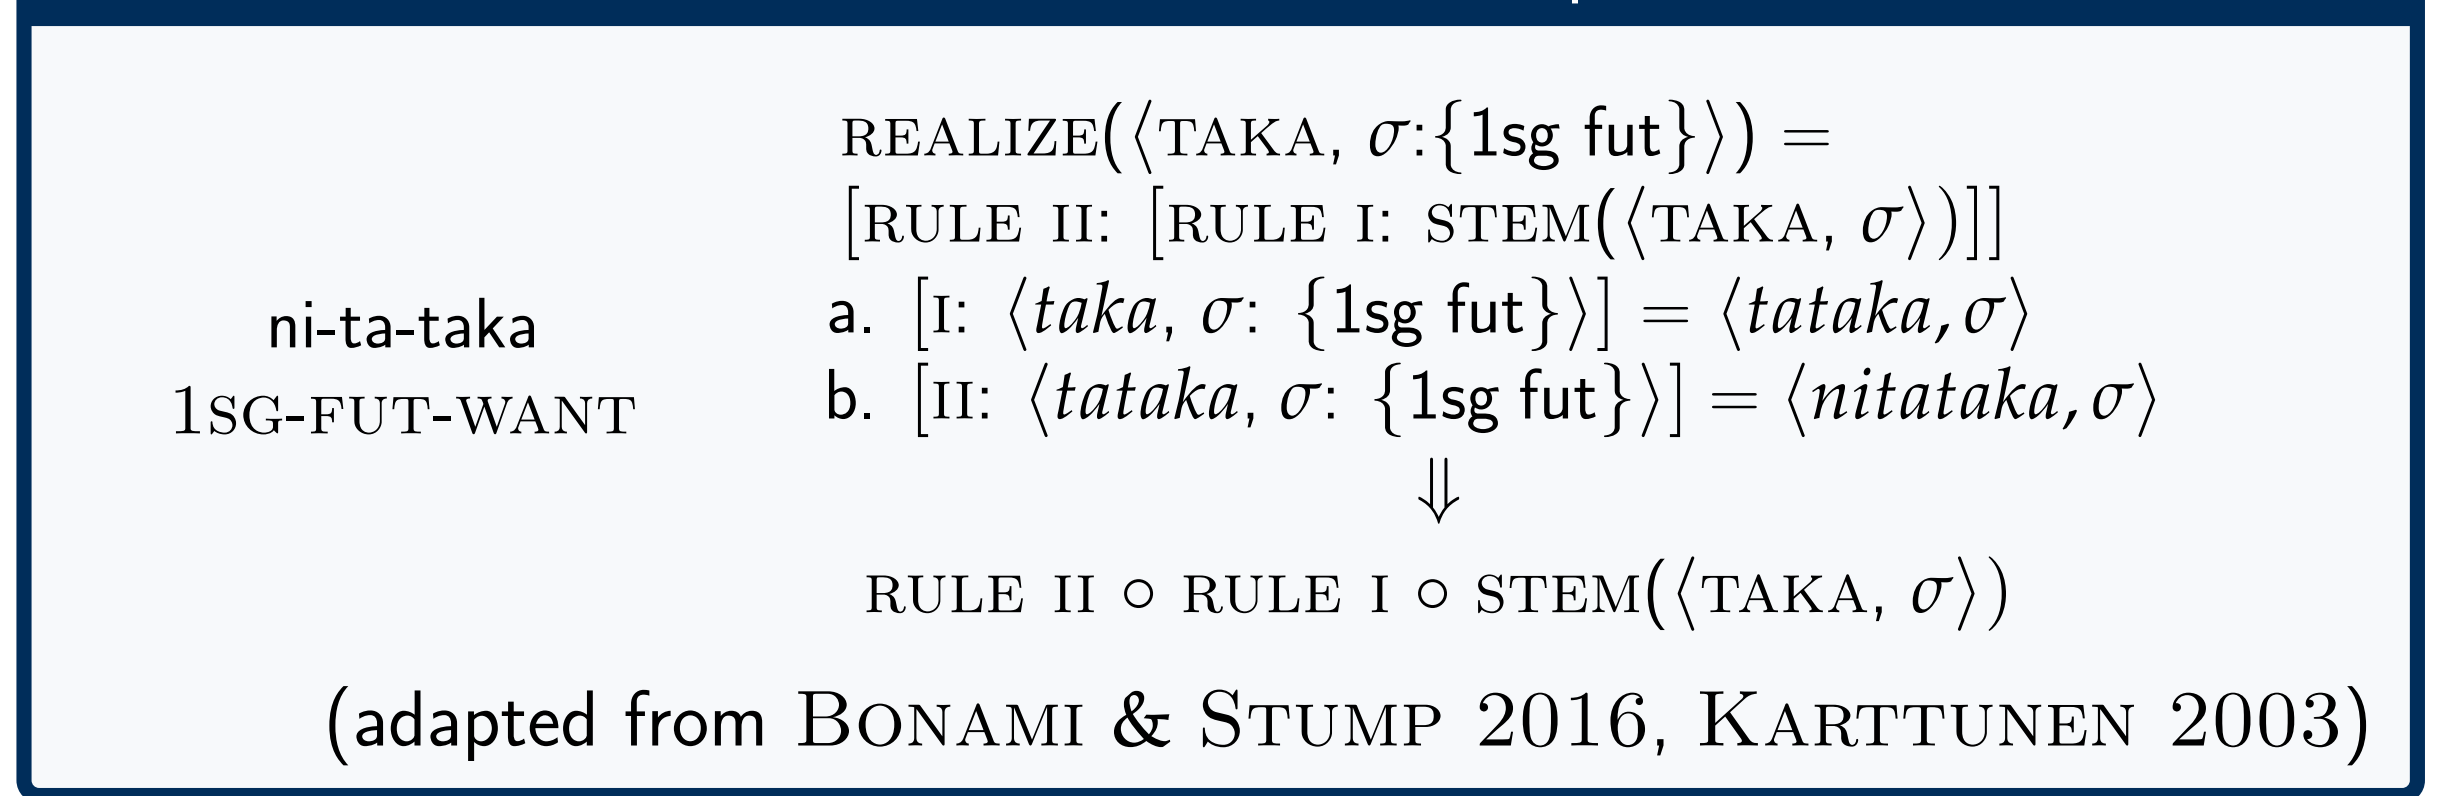 REALIZE(⟨TAKA, σ:{1sg fut}⟩) =
[RULE II: [RULE I: STEM(⟨TAKA, σ⟩)]]
ni-ta-taka
1SG-FUT-WANT
a. [I: ⟨taka, σ: {1sg fut}⟩] = ⟨tataka,σ⟩
b. [II: ⟨tataka, σ: {1sg fut}⟩] = ⟨nitataka,σ⟩
⇓
RULE II ∘ RULE I ∘ STEM(⟨TAKA, σ⟩)
(adapted from BONAMI & STUMP 2016, KARTTUNEN 2003)